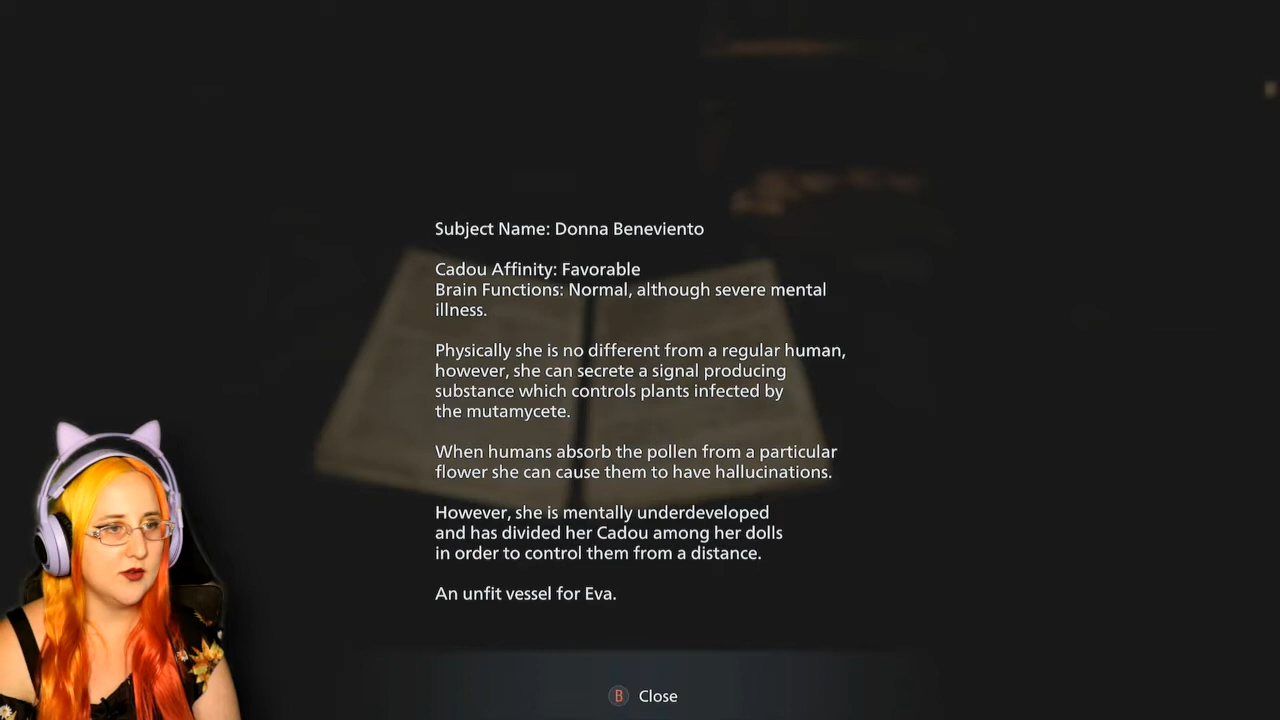 Subject Name: Donna Beneviento
Cadou Affinity: Favorable
Brain Functions: Normal, although severe mental
illness.
Physically she is no different from a regular human,
however, she can secrete a signal producing
substance which controls plants infected by
the mutamycete.
When humans absorb the pollen from a particular
flower she can cause them to have hallucinations.
However, she is mentally underdeveloped
and has divided her Cadou among her dolls
in order to control them from a distance.
An unfit vessel for Eva.
B Close